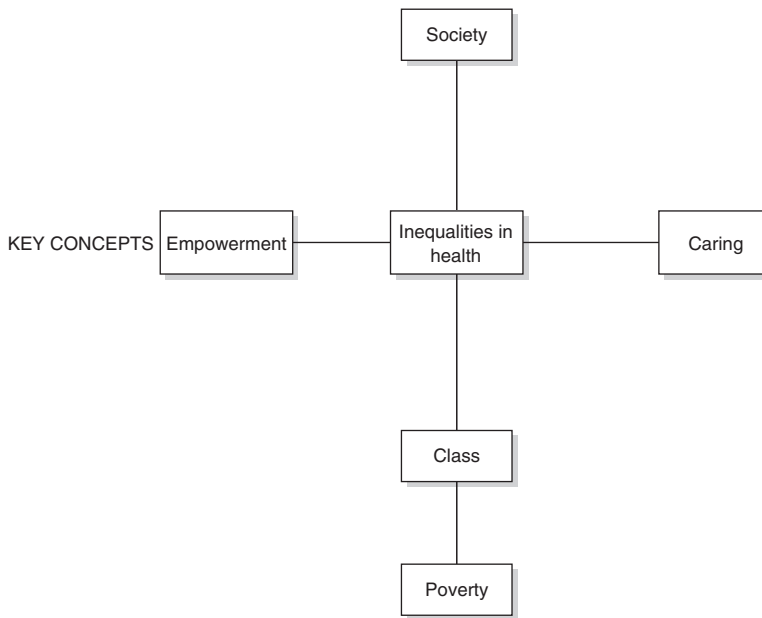 Society
KEY CONCEPTS
Empowerment
Inequalities in
health
Caring
Class
Poverty